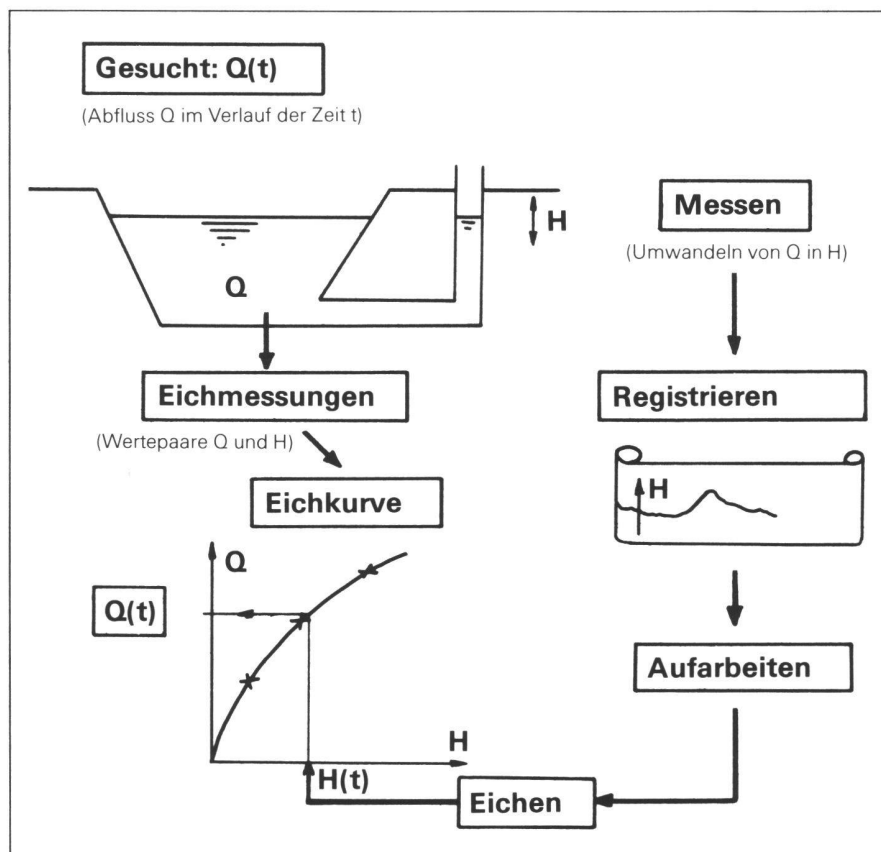 Gesucht: Q(t)
(Abfluss Q im Verlauf der Zeit t)
H
Messen
(Umwandeln von Q in H)
Q
Eichmessungen
(Wertepaare Q und H)
Registrieren
H
Eichkurve
Q
Q(t)
Aufarbeiten
H
H(t)
Eichen